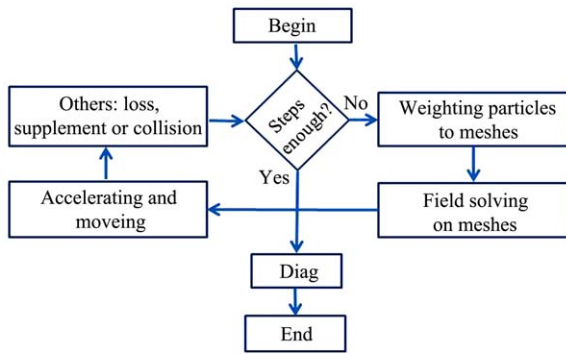 Begin
Others: loss,
supplement or collision
Steps
enough?
No
Weighting particles
to meshes
Yes
Accelerating and
moveing
Field solving
on meshes
Diag
End